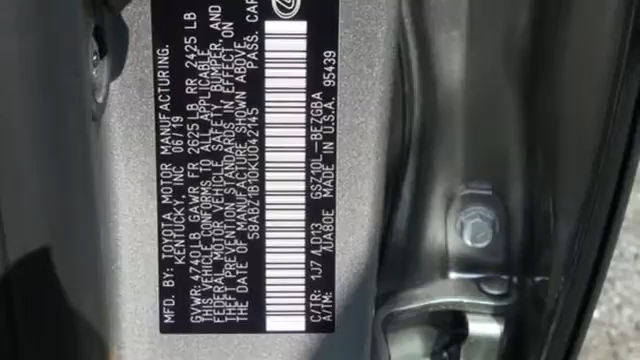 MFD. BY: TOYOTA MOTOR MANUFACTURING.
KENTUCKY, INC 06/19
GVWR: 4740LB GAWR FR 2625LB RR 2425 LB
THIS VEHICLE CONFORMS TO ALL APPLICABLE
FEDERAL MOTOR VEHICLE SAFETY, BUMPER, AND
THEFT PREVENTION STANDARDS IN EFFECT ON
THE DATE OF MANUFACTURE SHOWN ABOVE.
58ABZ1B10KU042145 PASS. CAR
C/TR: 1J7 /LD13 GSZ10L-BEZGBA
A/TM: /UA80E MADE IN U.S.A. 95439